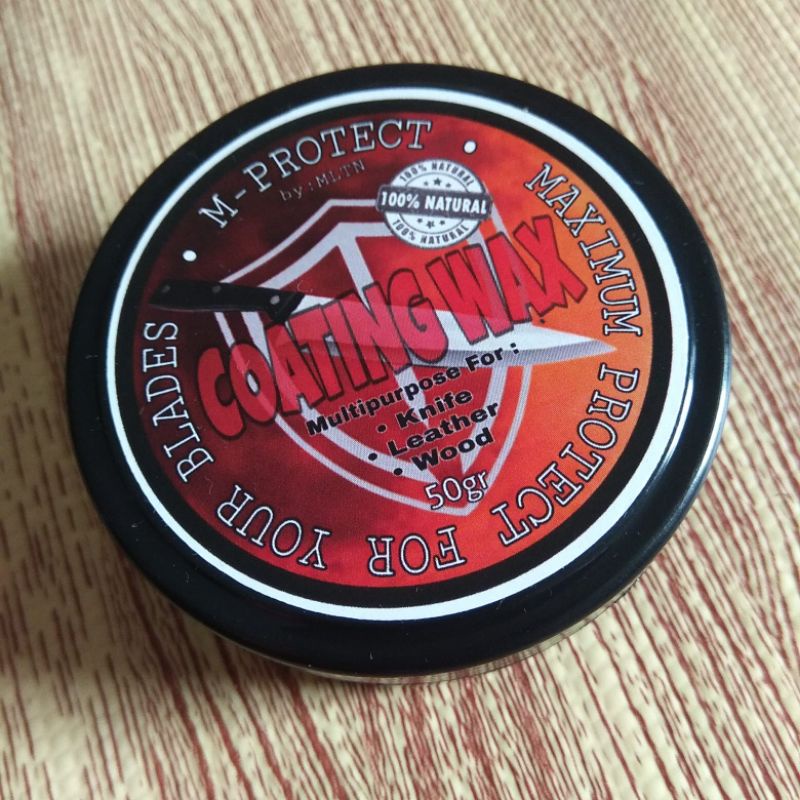 • M-PROTECT •
by : MLTN
100% NATURAL
100% NATURAL
100% NATURAL
COATING WAX
Multipurpose For :
• Knife
• Leather
• Wood
50gr
MAXIMUM PROTECT FOR YOUR BLADES